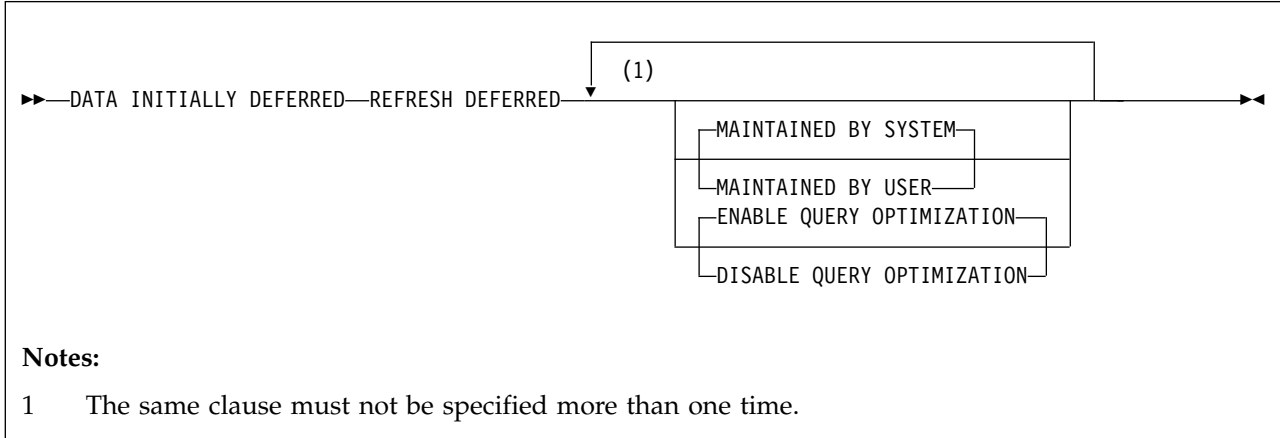 (1)
DATA INITIALLY DEFERRED REFRESH DEFERRED
MAINTAINED BY SYSTEM
MAINTAINED BY USER
ENABLE QUERY OPTIMIZATION
DISABLE QUERY OPTIMIZATION
Notes:
1 The same clause must not be specified more than one time.